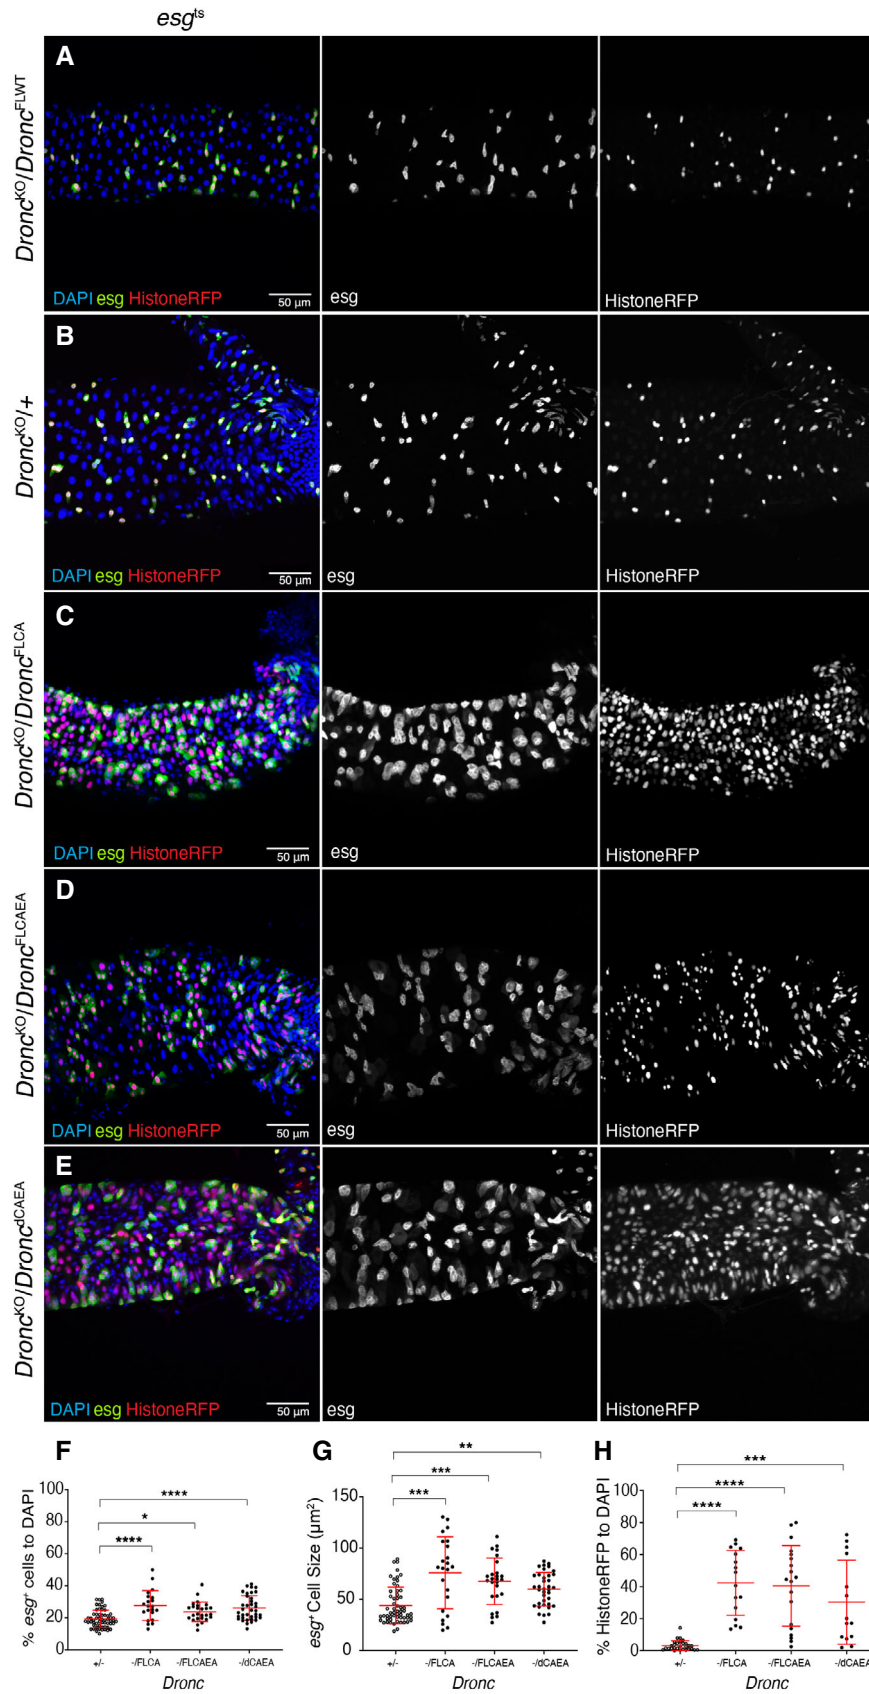 esgts
A
DroncKO/DroncFLWT
DAPI esg HistoneRFP
50 µm
esg
HistoneRFP
B
DroncKO/+
DAPI esg HistoneRFP
50 µm
esg
HistoneRFP
C
DroncKO/DroncFLCA
DAPI esg HistoneRFP
50 µm
esg
HistoneRFP
D
DroncKO/DroncFLCAEA
DAPI esg HistoneRFP
50 µm
esg
HistoneRFP
E
DroncKO/DroncdCAEA
DAPI esg HistoneRFP
50 µm
esg
HistoneRFP
F
% esg+ cells to DAPI
100
80
60
40
20
0
****
*
****
+/- -/FLCA -/FLCAEA -/dCAEA
Dronc
G
esg+ Cell Size (µm2)
150
100
50
0
**
***
***
+/- -/FLCA -/FLCAEA -/dCAEA
Dronc
H
% HistoneRFP to DAPI
100
80
60
40
20
0
***
****
****
+/- -/FLCA -/FLCAEA -/dCAEA
Dronc